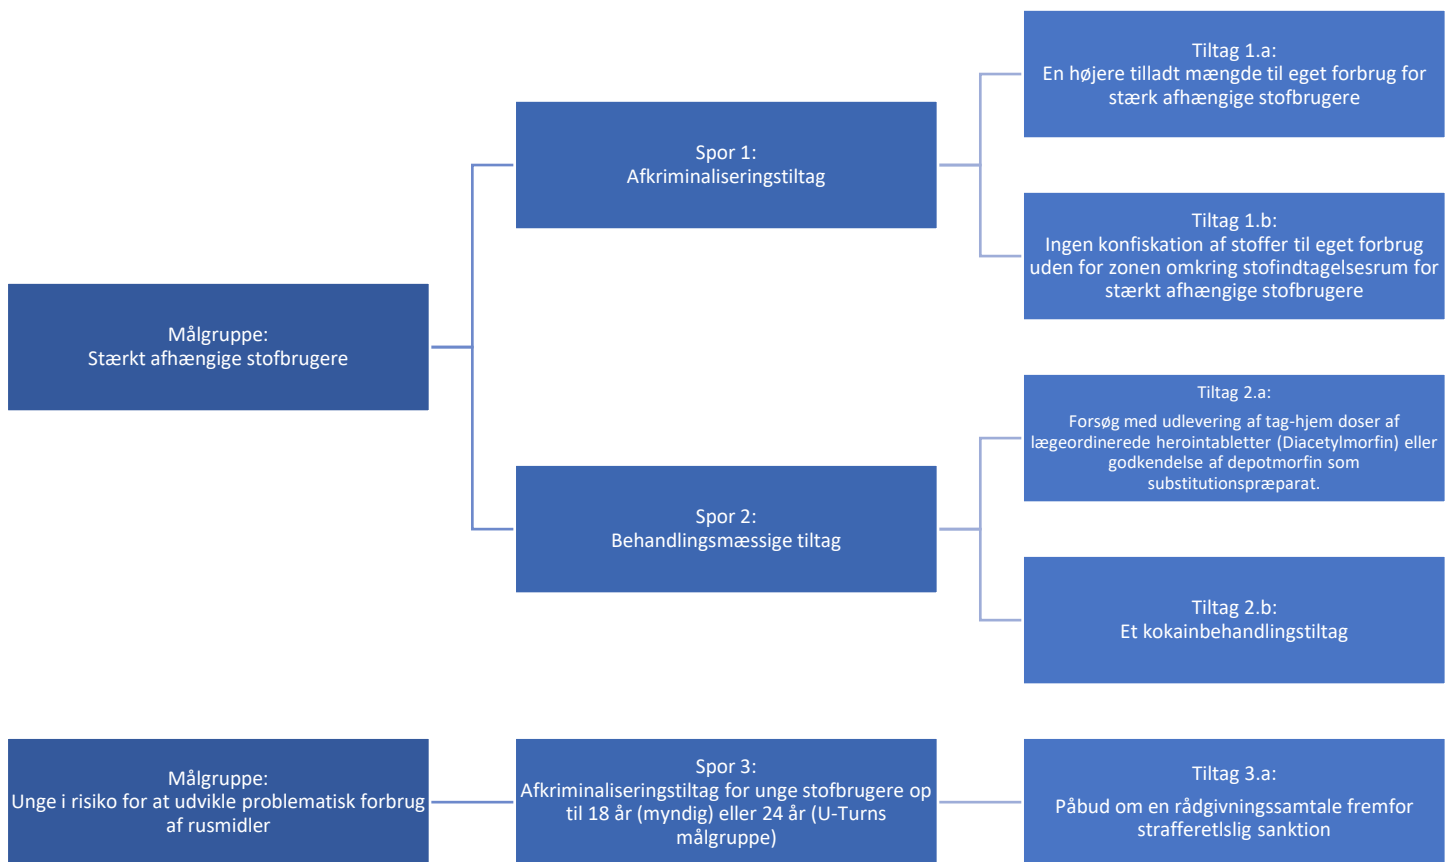 Målgruppe:
Stærkt afhængige stofbrugere
Spor 1:
Afkriminaliseringstiltag
Tiltag 1.a:
En højere tilladt mængde til eget forbrug for
stærk afhængige stofbrugere
Tiltag 1.b:
Ingen konfiskation af stoffer til eget forbrug
uden for zonen omkring stofindtagelsesrum for
stærkt afhængige stofbrugere
Spor 2:
Behandlingsmæssige tiltag
Tiltag 2.a:
Forsøg med udlevering af tag-hjem doser af
lægeordinerede herointabletter (Diacetylmorfin) eller
godkendelse af depotmorfin som
substitutionspræparat.
Tiltag 2.b:
Et kokainbehandlingstiltag
Målgruppe:
Unge i risiko for at udvikle problematisk forbrug
af rusmidler
Spor 3:
Afkriminaliseringstiltag for unge stofbrugere op
til 18 år (myndig) eller 24 år (U-Turns
målgruppe)
Tiltag 3.a:
Påbud om en rådgivningssamtale fremfor
strafferetlslig sanktion